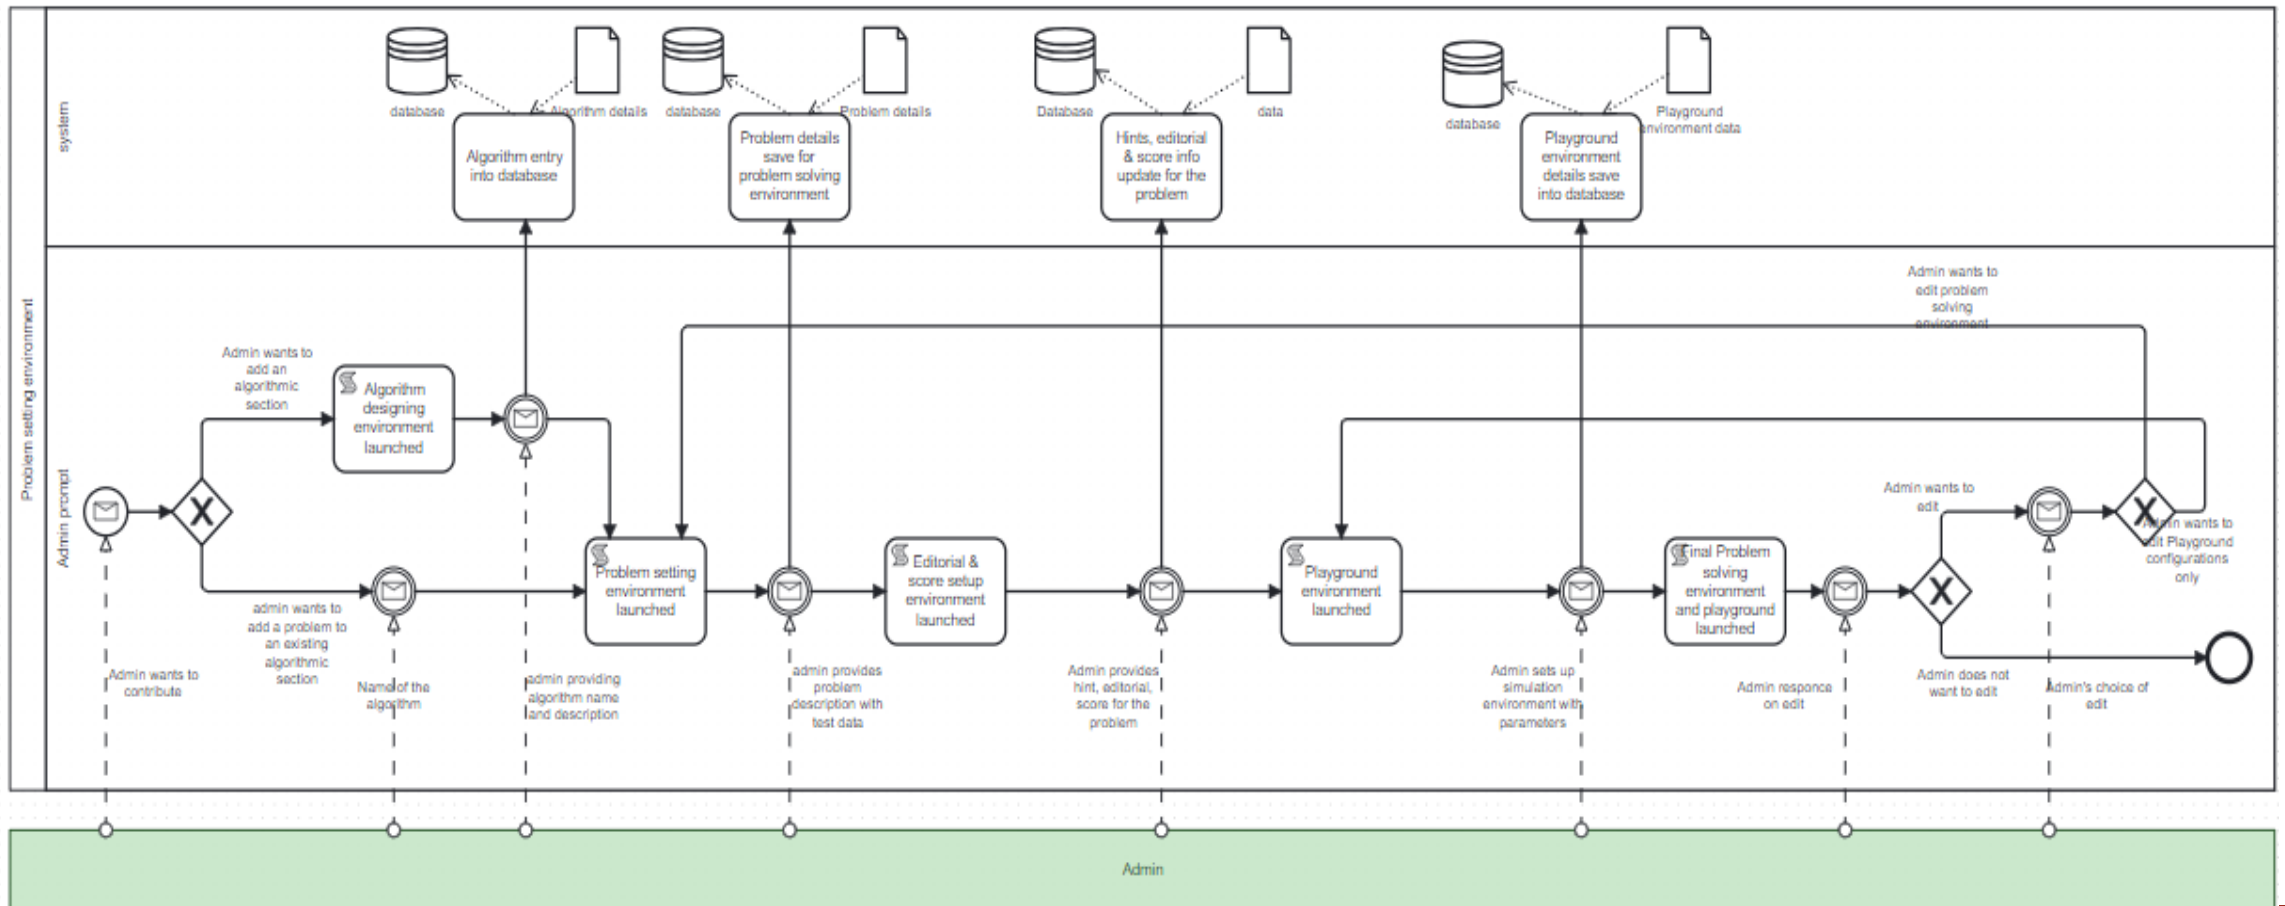 Problem setting environment
system
database
Algorithm details
database
Problem details
Database
data
database
Playground
environment data
Algorithm entry
into database
Problem details
save for
problem solving
environment
Hints, editorial
& score info
update for the
problem
Playground
environment
details save
into database
Admin prompt
Admin wants to
edit problem
solving
environment
Admin wants to
add an
algorithmic
section
Algorithm
designing
environment
launched
Admin wants to
contribute
admin wants to
add a problem to
an existing
algorithmic
section
Name of the
algorithm
admin providing
algorithm name
and description
Problem setting
environment
launched
admin provides
problem
description with
test data
Editorial &
score setup
environment
launched
Admin provides
hint, editorial,
score for the
problem
Playground
environment
launched
Admin sets up
simulation
environment with
parameters
Final Problem
solving
environment
and playground
launched
Admin responce
on edit
Admin wants to
edit
Admin does not
want to edit
Admin's choice of
edit
Admin wants to
edit Playground
configurations
only
Admin